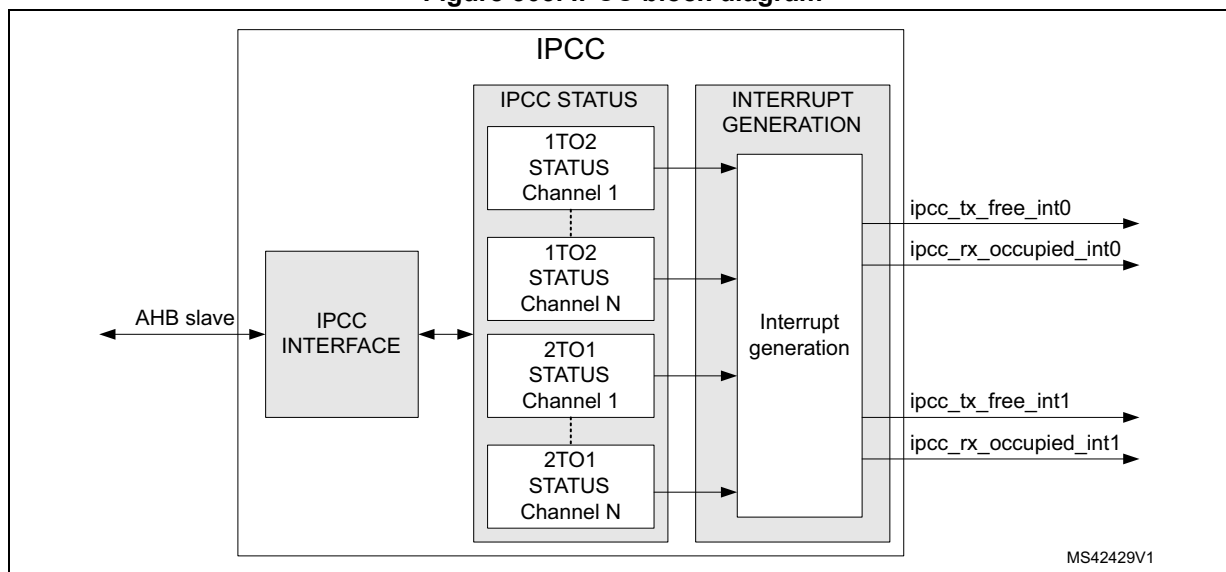 IPCC
IPCC STATUS
INTERRUPT
GENERATION
1TO2
STATUS
Channel 1
1TO2
STATUS
Channel N
2TO1
STATUS
Channel 1
2TO1
STATUS
Channel N
AHB slave
IPCC
INTERFACE
Interrupt
generation
ipcc_tx_free_int0
ipcc_rx_occupied_int0
ipcc_tx_free_int1
ipcc_rx_occupied_int1
MS42429V1